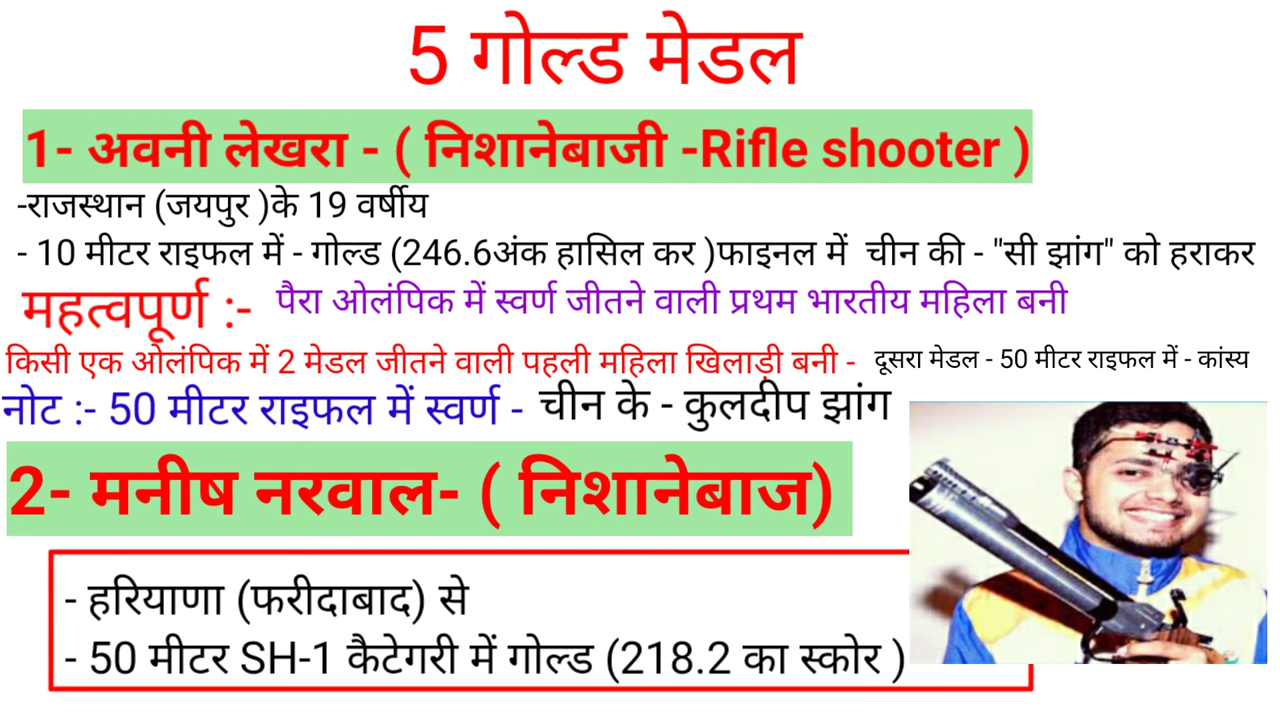 5 गोल्ड मेडल
1- अवनी लेखरा - ( निशानेबाजी -Rifle shooter )
-राजस्थान (जयपुर )के 19 वर्षीय
- 10 मीटर राइफल में - गोल्ड (246.6अंक हासिल कर )फाइनल में चीन की - "सी झांग" को हराकर
महत्वपूर्ण :- पैरा ओलंपिक में स्वर्ण जीतने वाली प्रथम भारतीय महिला बनी
किसी एक ओलंपिक में 2 मेडल जीतने वाली पहली महिला खिलाड़ी बनी - दूसरा मेडल - 50 मीटर राइफल में - कांस्य
नोट :- 50 मीटर राइफल में स्वर्ण - चीन के - कुलदीप झांग
2- मनीष नरवाल- ( निशानेबाज)
- हरियाणा (फरीदाबाद) से
- 50 मीटर SH-1 कैटेगरी में गोल्ड (218.2 का स्कोर )